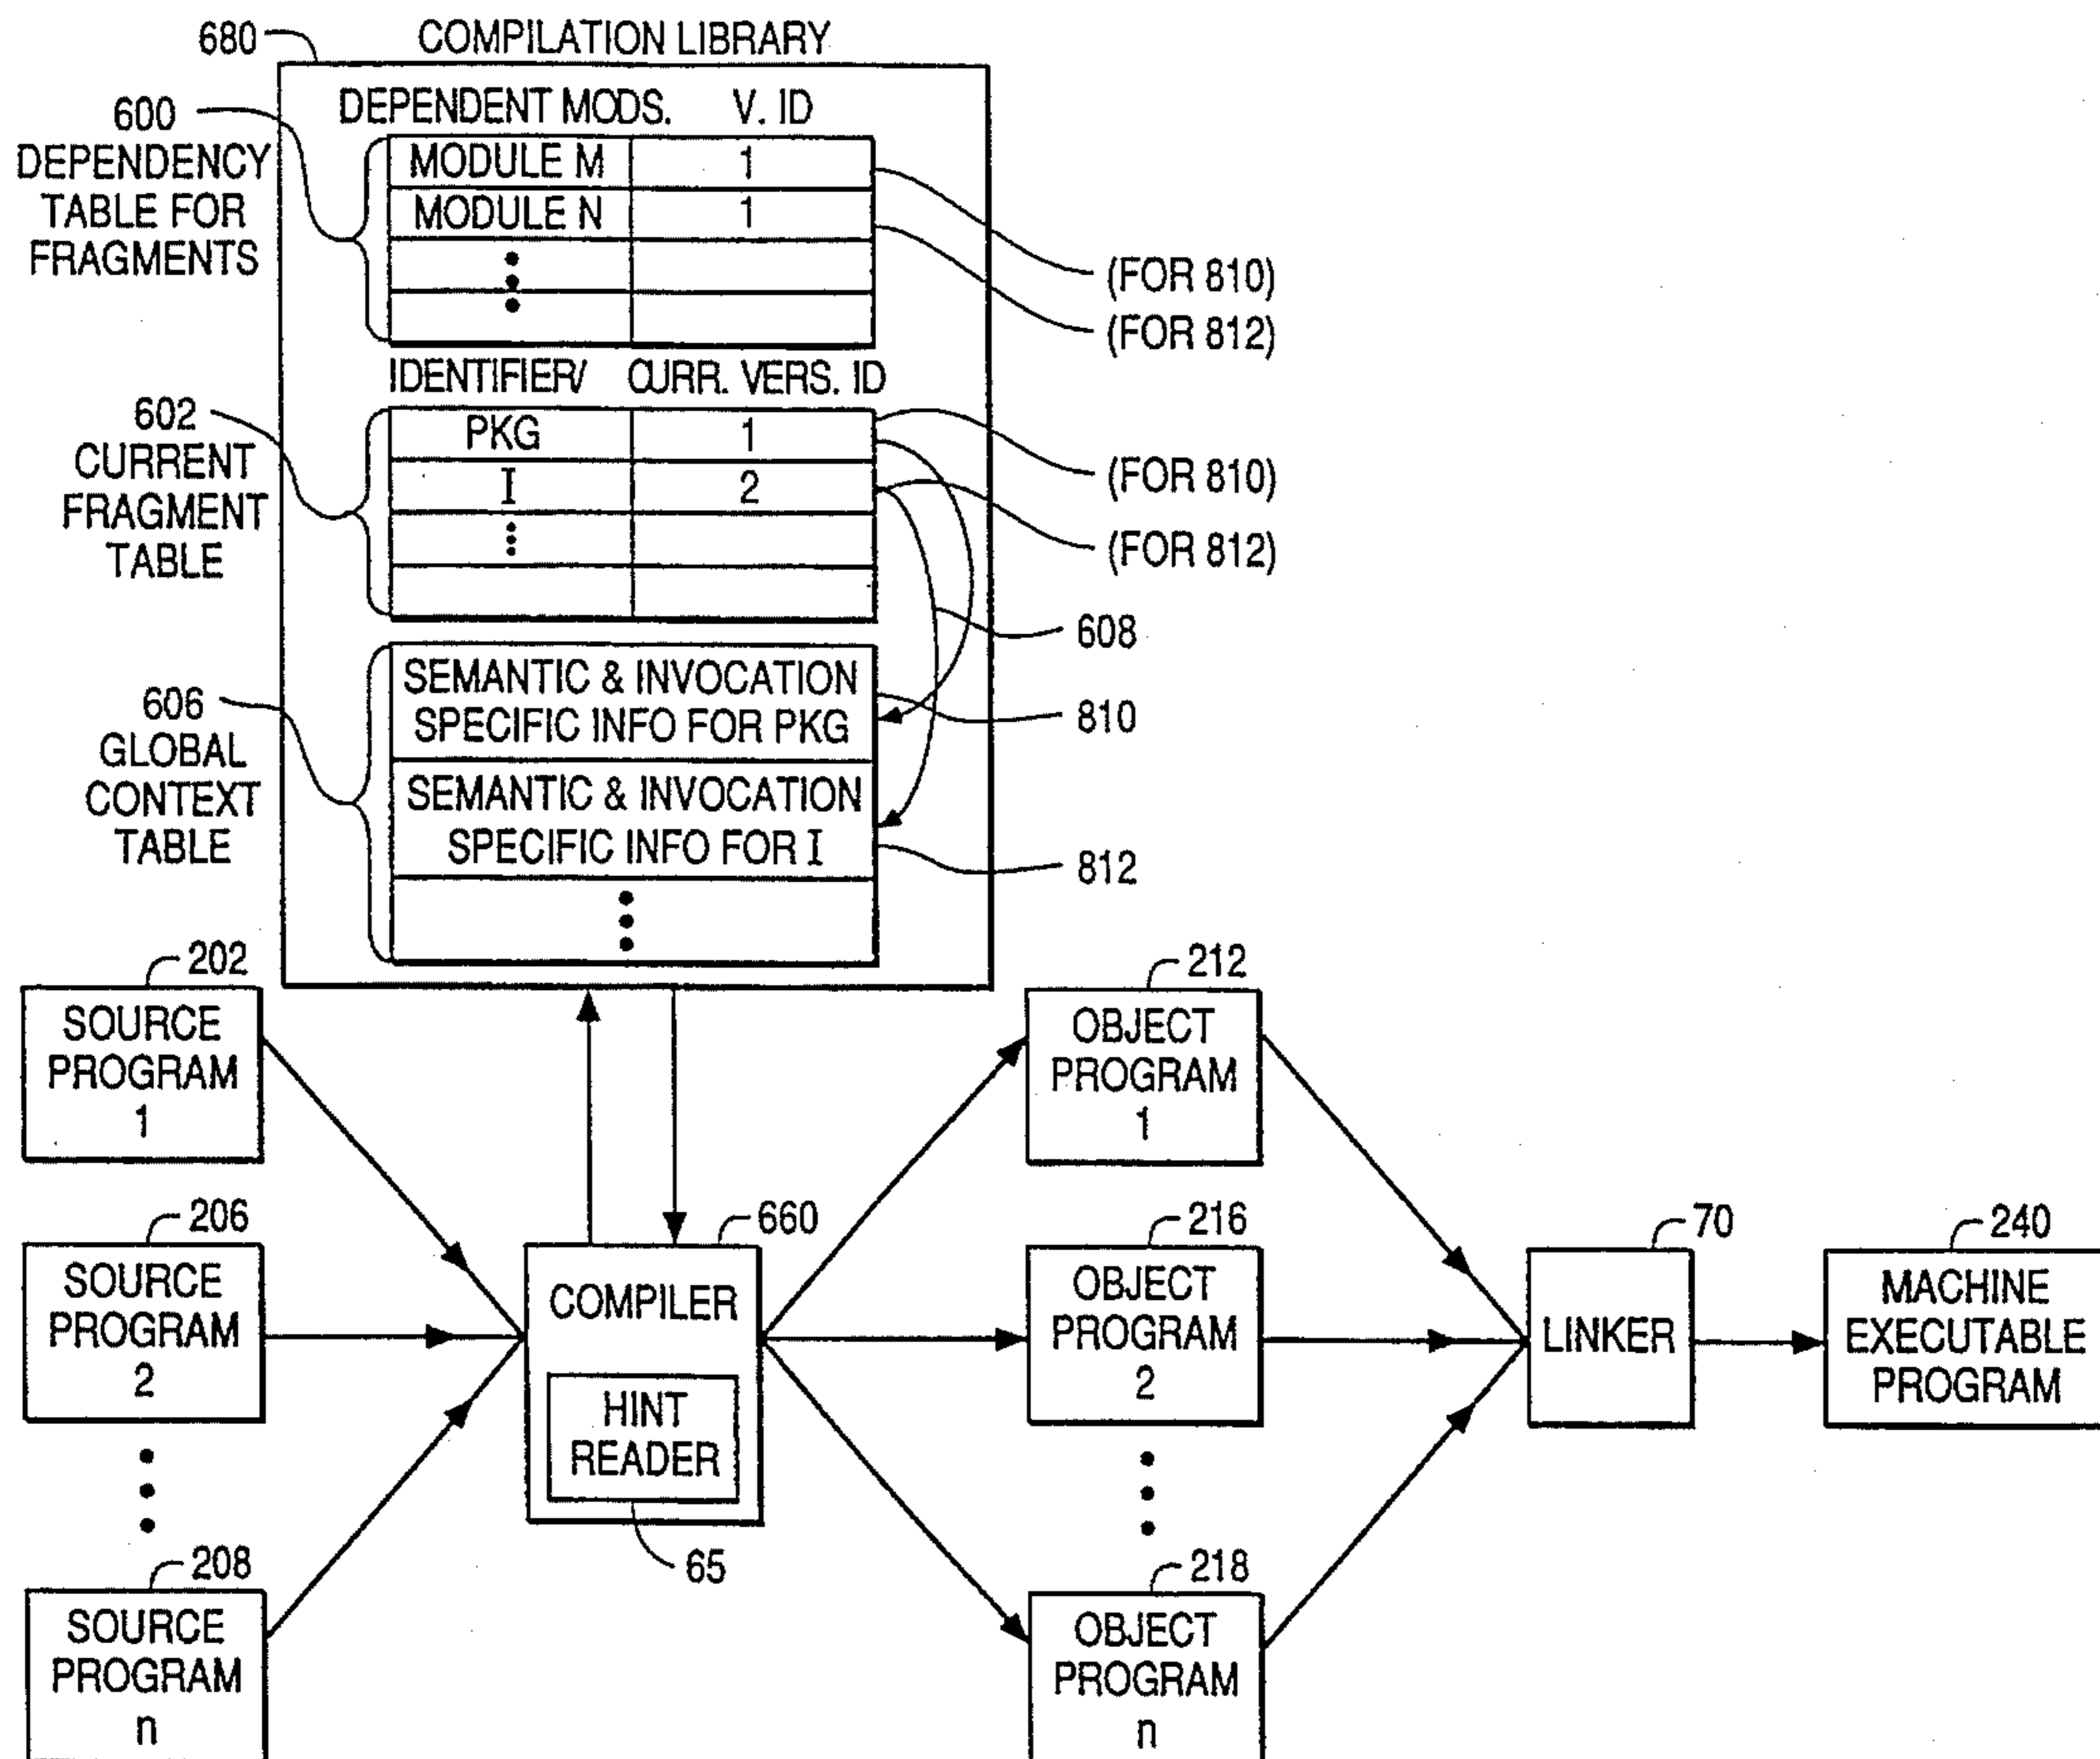 680
COMPILATION LIBRARY
600
DEPENDENCY
TABLE FOR
FRAGMENTS
DEPENDENT MODS. V. ID
MODULE M 1
MODULE N 1
(FOR 810)
(FOR 812)
602
CURRENT
FRAGMENT
TABLE
IDENTIFIER/ CURR. VERS. ID
PKG 1
I 2
(FOR 810)
(FOR 812)
608
606
GLOBAL
CONTEXT
TABLE
SEMANTIC & INVOCATION
SPECIFIC INFO FOR PKG
810
SEMANTIC & INVOCATION
SPECIFIC INFO FOR I
812
202
SOURCE
PROGRAM
1
206
SOURCE
PROGRAM
2
208
SOURCE
PROGRAM
n
660
COMPILER
HINT
READER
65
212
OBJECT
PROGRAM
1
216
OBJECT
PROGRAM
2
218
OBJECT
PROGRAM
n
70
LINKER
240
MACHINE
EXECUTABLE
PROGRAM